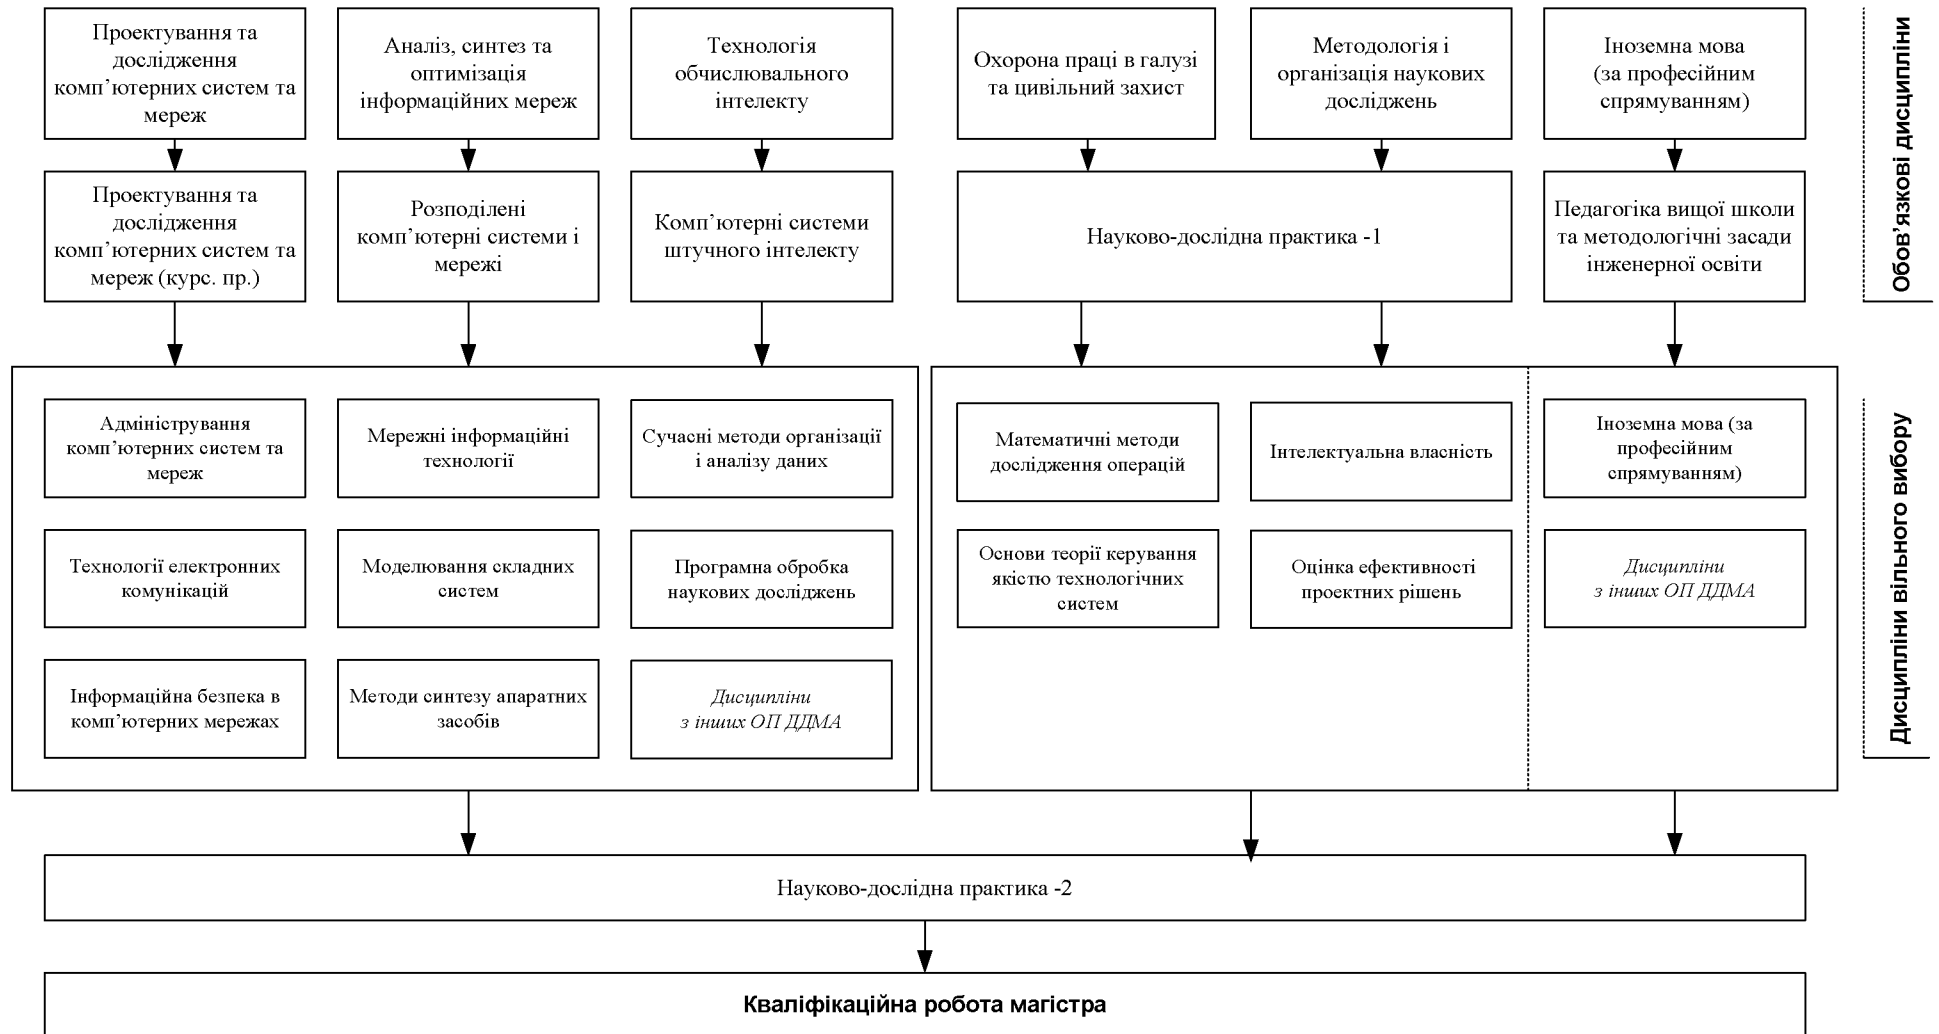 Проектування та
дослідження
комп’ютерних систем та
мереж
Аналіз, синтез та
оптимізація
інформаційних мереж
Технологія
обчислювального
інтелекту
Охорона праці в галузі
та цивільний захист
Методологія і
організація наукових
досліджень
Іноземна мова
(за професійним
спрямуванням)
Обов’язкові дисципліни
Проектування та
дослідження
комп’ютерних систем та
мереж (курс. пр.)
Розподілені
комп’ютерні системи і
мережі
Комп’ютерні системи
штучного інтелекту
Науково-дослідна практика -1
Педагогіка вищої школи
та методологічні засади
інженерної освіти
Адміністрування
комп’ютерних систем та
мереж
Мережні інформаційні
технології
Сучасні методи організації
і аналізу даних
Математичні методи
дослідження операцій
Інтелектуальна власність
Іноземна мова (за
професійним
спрямуванням)
Дисципліни вільного вибору
Технології електронних
комунікацій
Моделювання складних
систем
Програмна обробка
наукових досліджень
Основи теорії керування
якістю технологічних
систем
Оцінка ефективності
проектних рішень
Дисципліни
з інших ОП ДДМА
Інформаційна безпека в
комп’ютерних мережах
Методи синтезу апаратних
засобів
Дисципліни
з інших ОП ДДМА
Науково-дослідна практика -2
Кваліфікаційна робота магістра